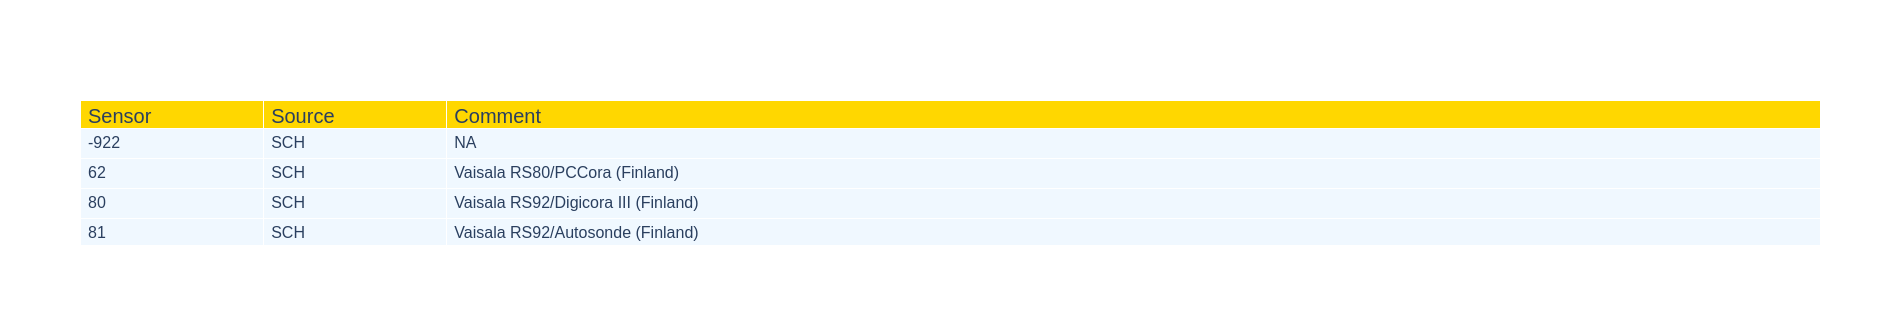 Sensor Source Comment
-922 SCH NA
62 SCH Vaisala RS80/PCCora (Finland)
80 SCH Vaisala RS92/Digicora III (Finland)
81 SCH Vaisala RS92/Autosonde (Finland)